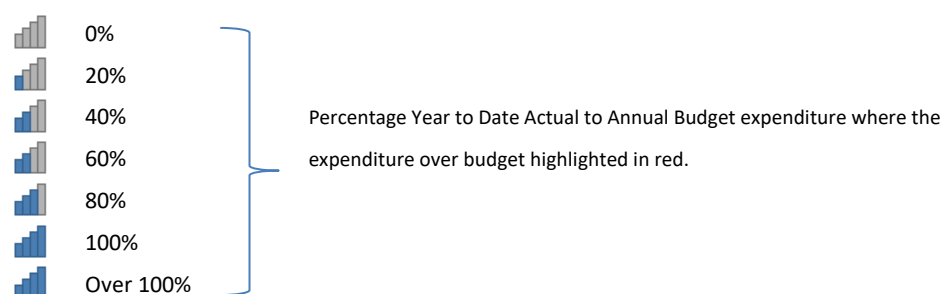 0%
20%
40%
60%
80%
100%
Over 100%
Percentage Year to Date Actual to Annual Budget expenditure where the
expenditure over budget highlighted in red.